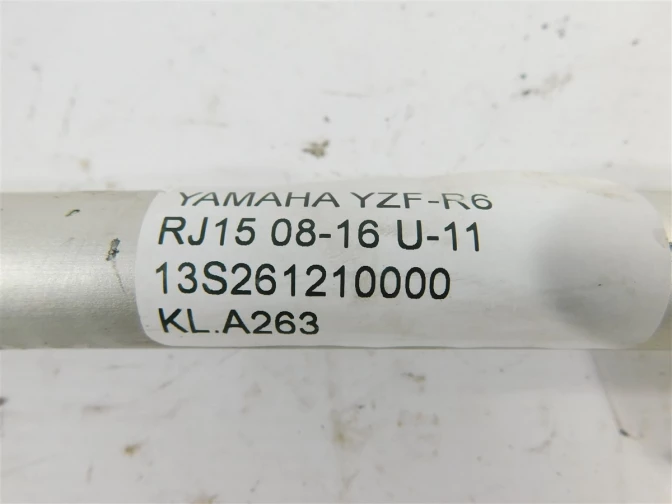 YAMAHA YZF-R6
RJ15 08-16 U-11
13S261210000
KL.A263